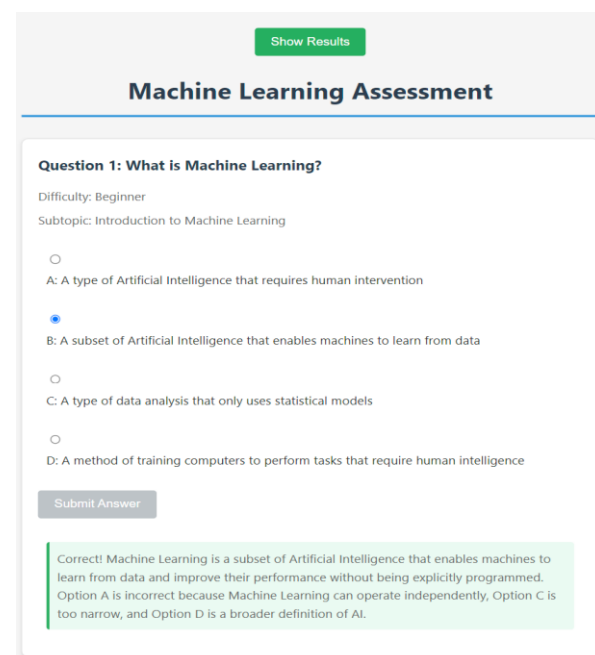 Show Results
Machine Learning Assessment
Question 1: What is Machine Learning?
Difficulty: Beginner
Subtopic: Introduction to Machine Learning
A: A type of Artificial Intelligence that requires human intervention
B: A subset of Artificial Intelligence that enables machines to learn from data
C: A type of data analysis that only uses statistical models
D: A method of training computers to perform tasks that require human intelligence
Submit Answer
Correct! Machine Learning is a subset of Artificial Intelligence that enables machines to
learn from data and improve their performance without being explicitly programmed.
Option A is incorrect because Machine Learning can operate independently, Option C is
too narrow, and Option D is a broader definition of AI.